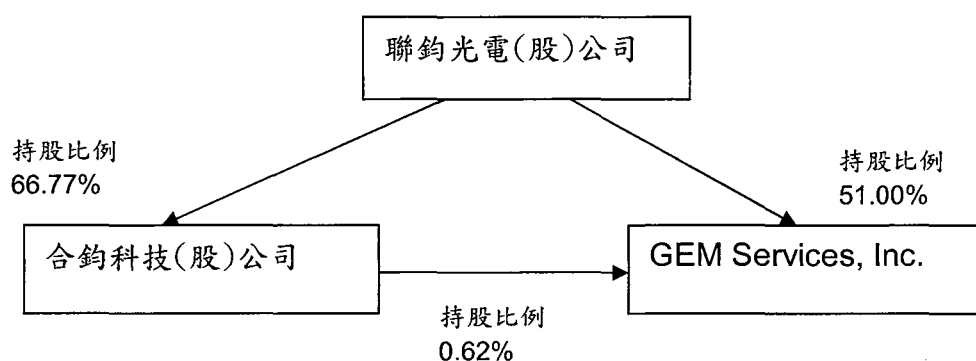 聯鈞光電(股)公司
持股比例
66.77%
持股比例
51.00%
合鈞科技(股)公司
GEM Services, Inc.
持股比例
0.62%